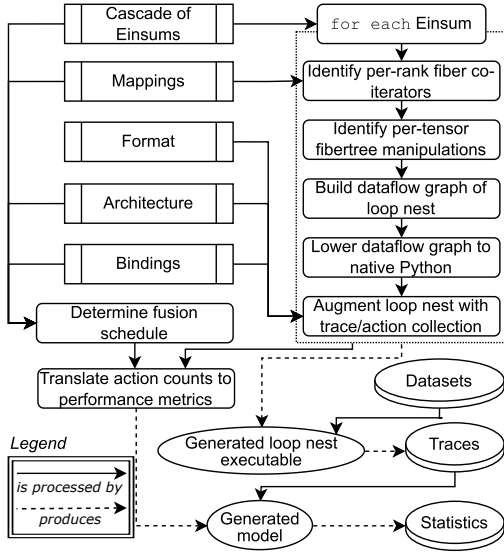 Cascade of
Einsums
for each Einsum
Mappings
Identify per-rank fiber co-
iterators
Format
Identify per-tensor
fibertree manipulations
Architecture
Build dataflow graph of
loop nest
Bindings
Lower dataflow graph to
native Python
Determine fusion
schedule
Augment loop nest with
trace/action collection
Translate action counts to
performance metrics
Datasets
Generated loop nest
executable
Traces
Legend
is processed by
produces
Generated
model
Statistics